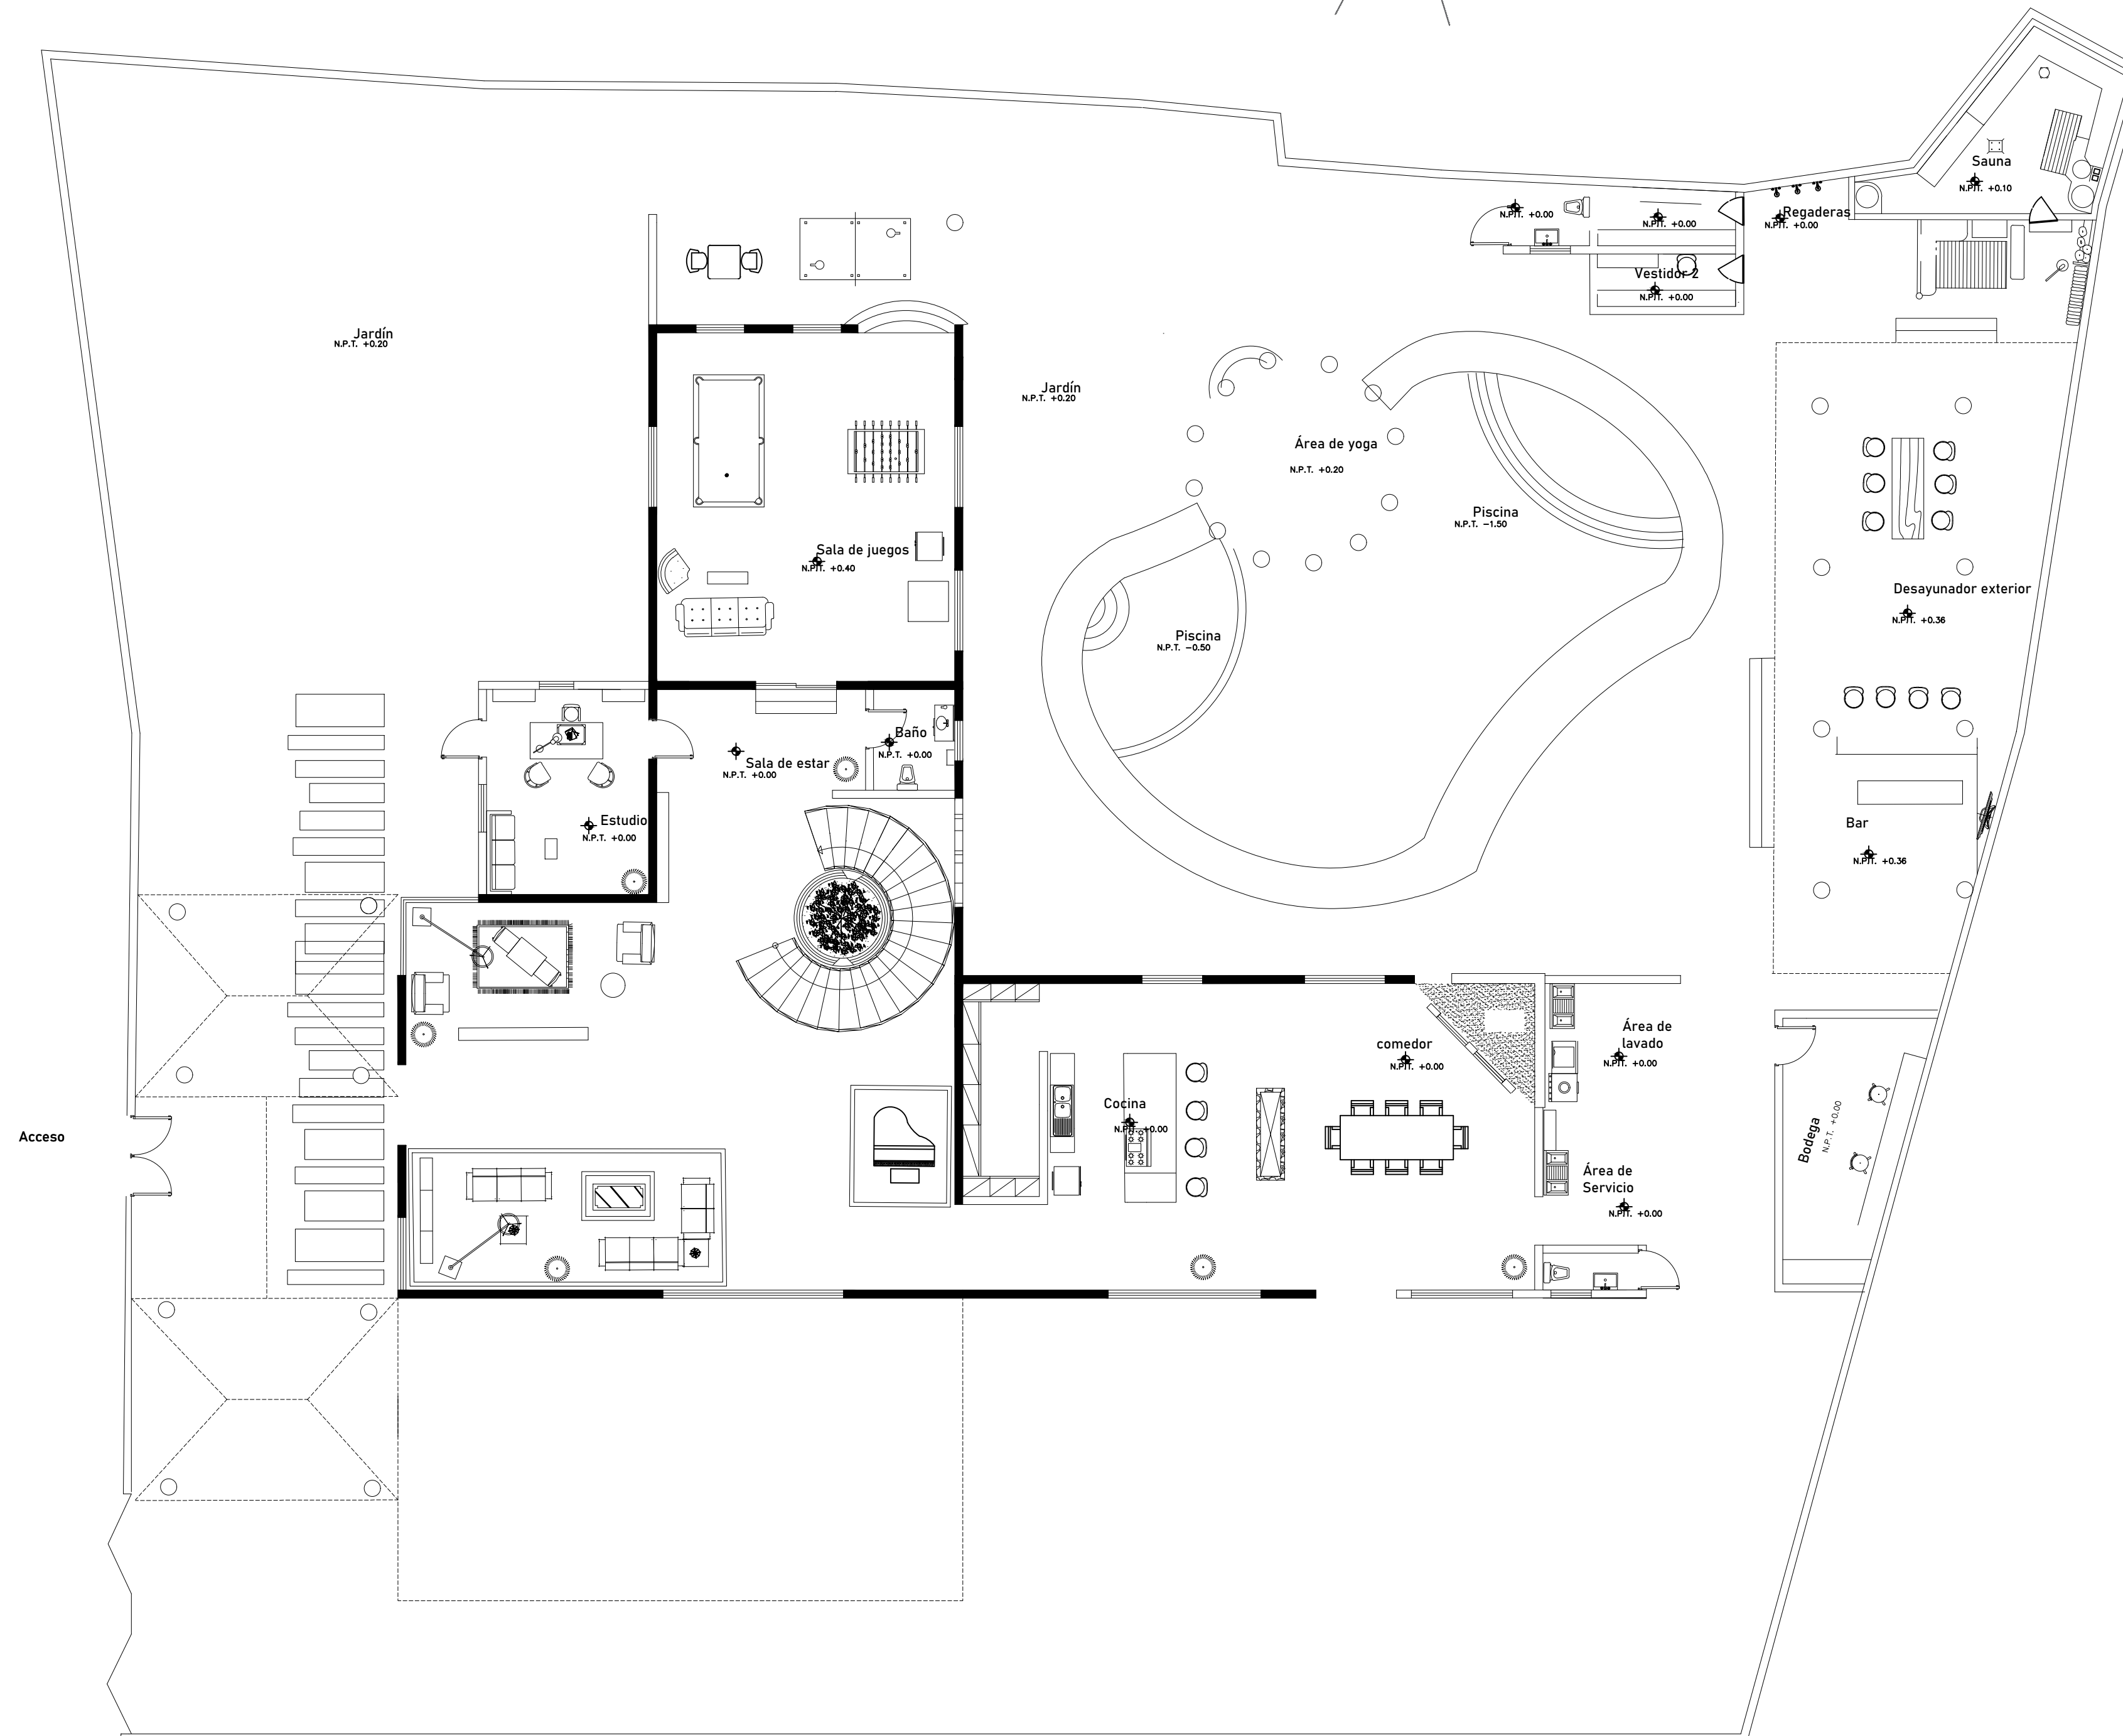 Sauna
N.P.T. +0.10
N.P.T. +0.00
N.P.T. +0.00
Regaderas
N.P.T. +0.00
Vestidor 2
N.P.T. +0.00
Jardín
N.P.T. +0.20
Jardín
N.P.T. +0.20
Área de yoga
N.P.T. +0.20
Piscina
N.P.T. -1.50
Sala de juegos
N.P.T. +0.40
Desayunador exterior
N.P.T. +0.36
Piscina
N.P.T. -0.50
Baño
N.P.T. +0.00
Sala de estar
N.P.T. +0.00
Estudio
N.P.T. +0.00
Bar
N.P.T. +0.36
Área de
lavado
N.P.T. +0.00
comedor
N.P.T. +0.00
Cocina
N.P.T. +0.00
Acceso
Bodega
N.P.T. +0.00
Área de
Servicio
N.P.T. +0.00